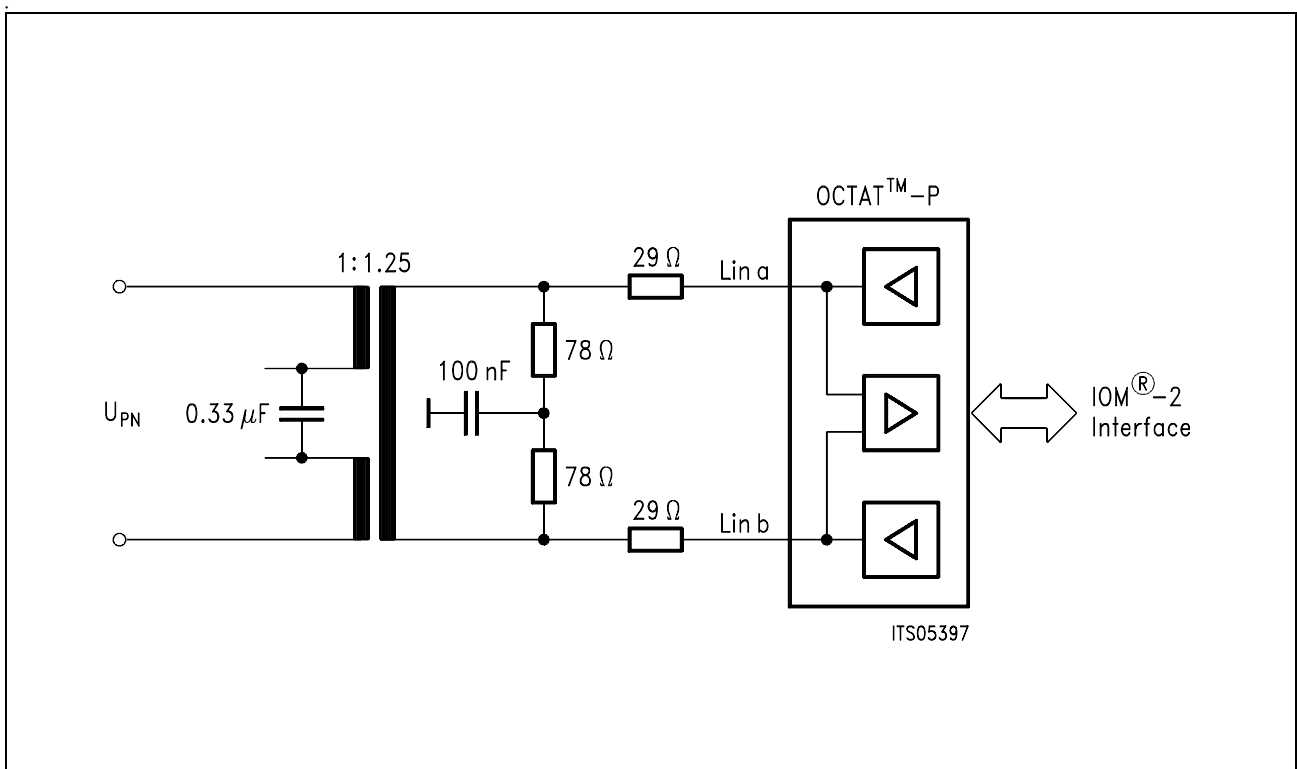 OCTAT™-P
1:1.25
29 Ω
Lin a
78 Ω
100 nF
U_PN
0.33 µF
IOM®-2
Interface
78 Ω
29 Ω
Lin b
ITS05397